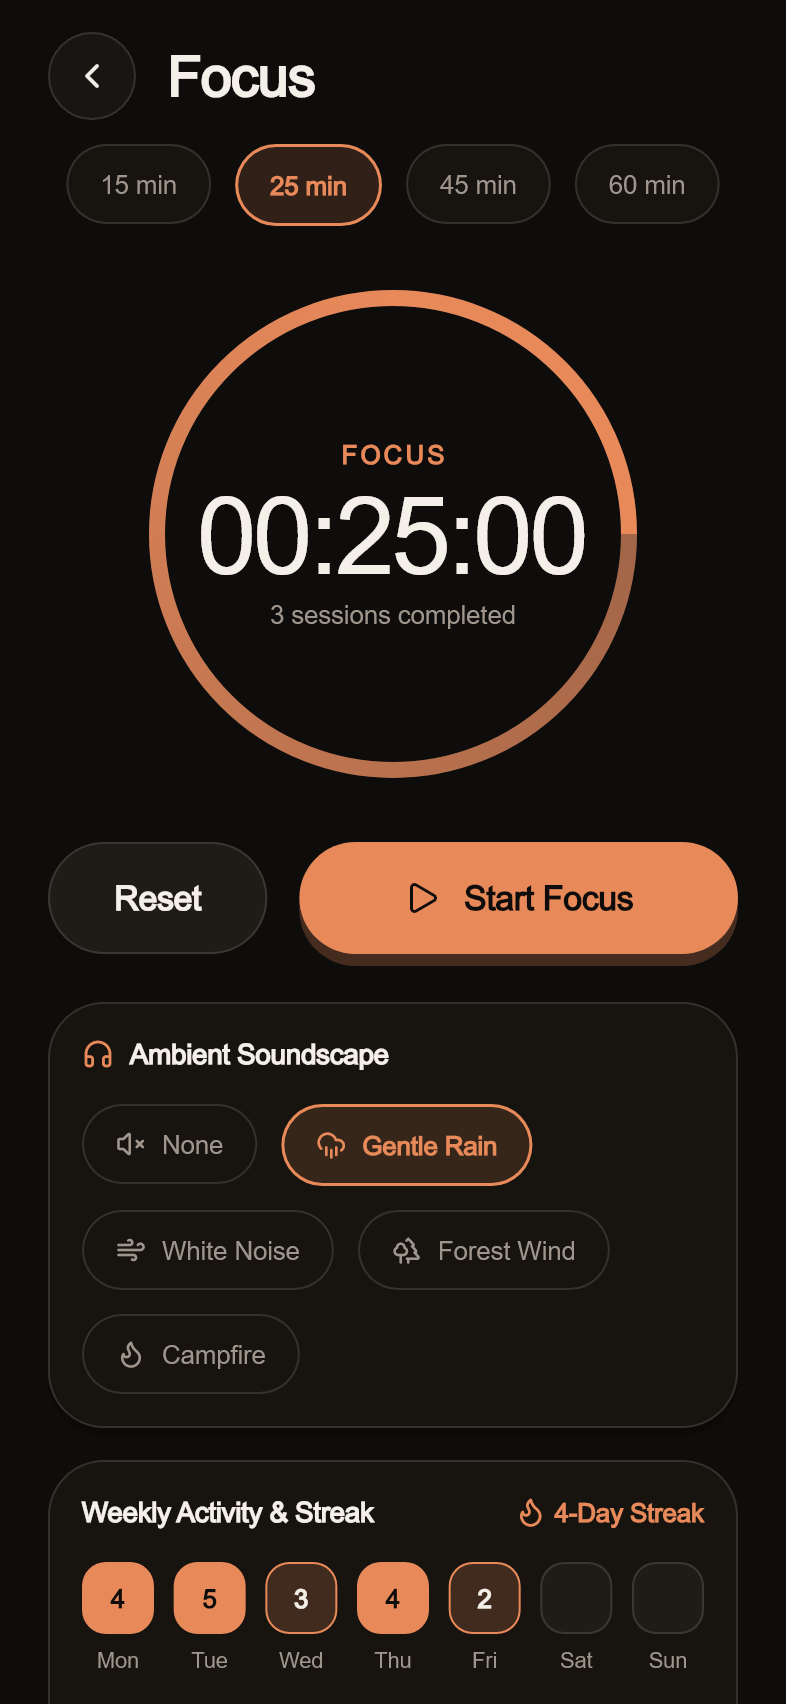 Focus
15 min 25 min 45 min 60 min
FOCUS
00:25:00
3 sessions completed
Reset Start Focus
Ambient Soundscape
None Gentle Rain
White Noise Forest Wind
Campfire
Weekly Activity & Streak 4-Day Streak
4 5 3 4 2
Mon Tue Wed Thu Fri Sat Sun